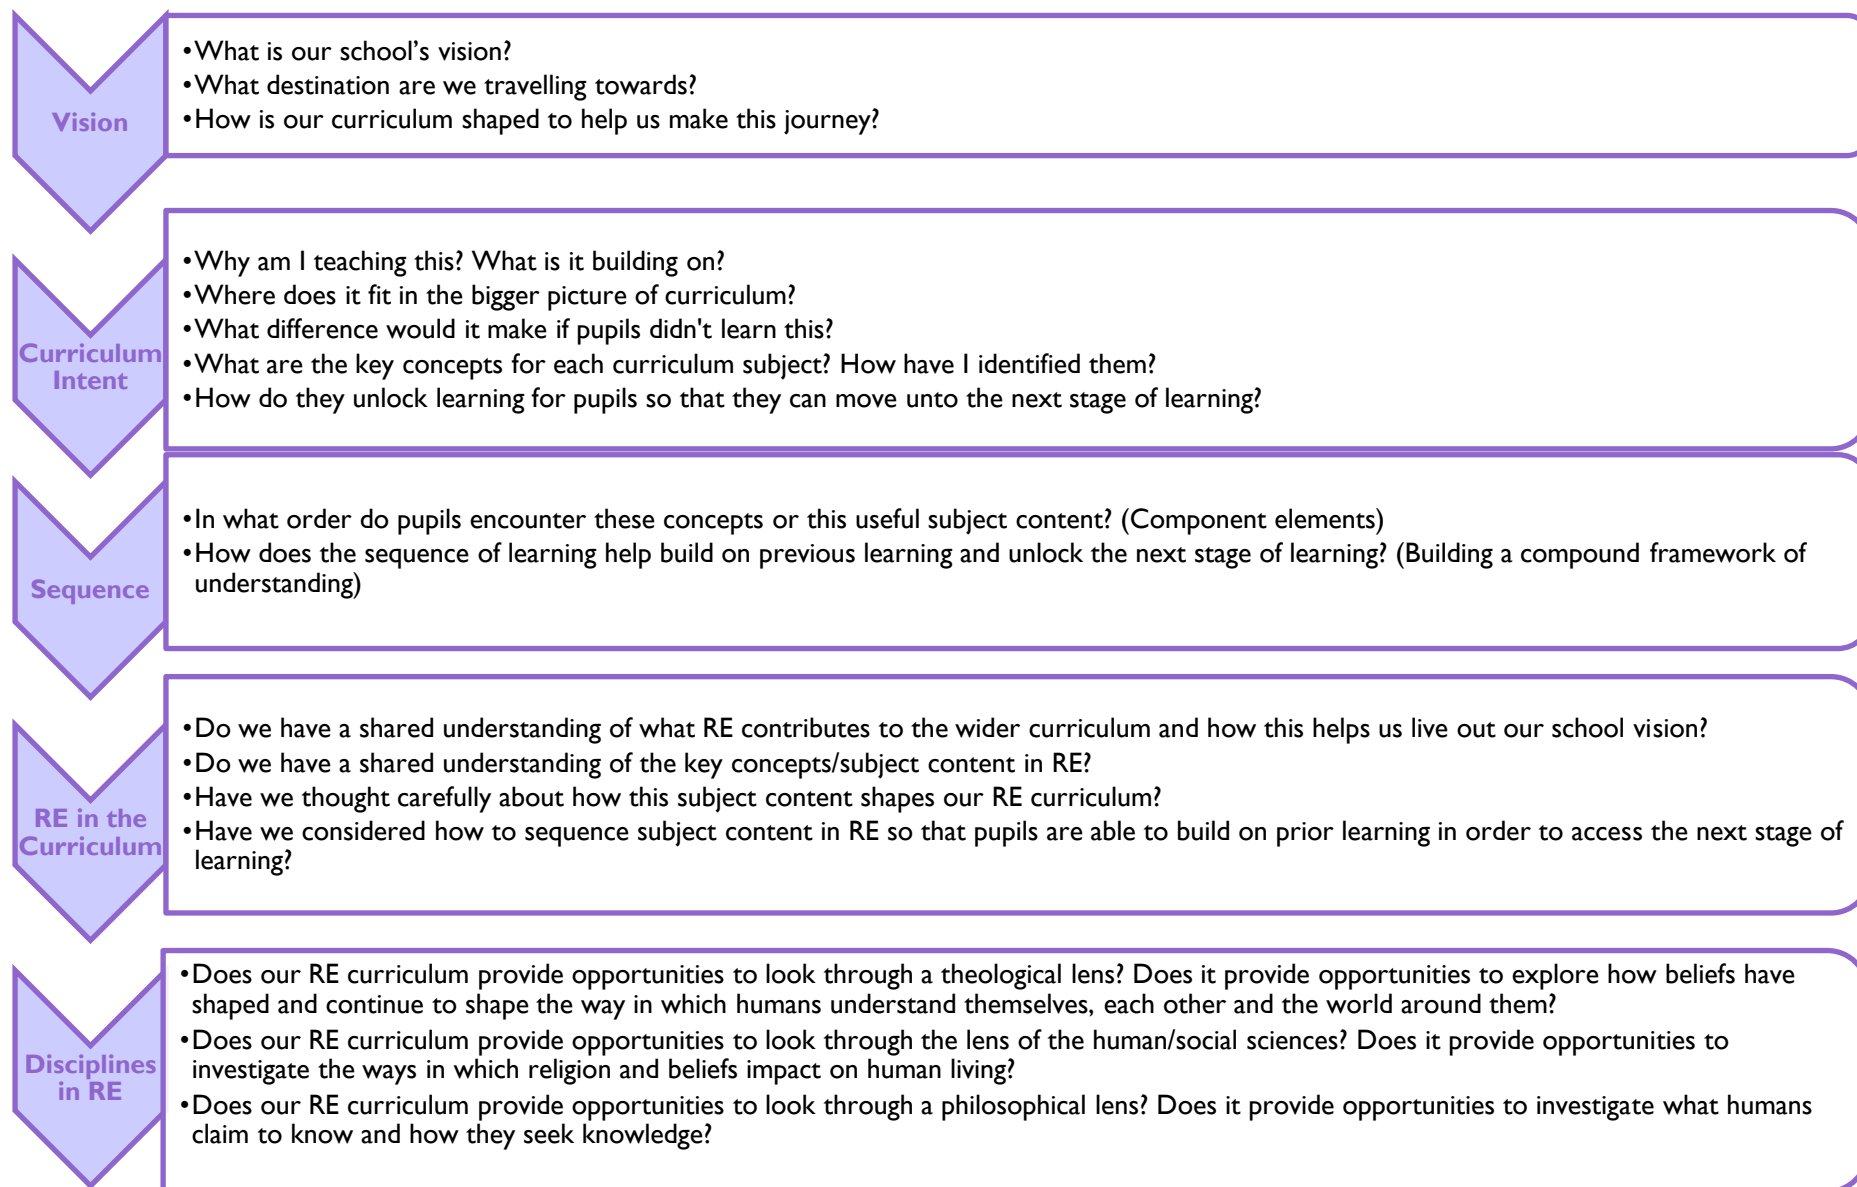 Vision
•What is our school’s vision?
•What destination are we travelling towards?
•How is our curriculum shaped to help us make this journey?
Curriculum
Intent
•Why am I teaching this? What is it building on?
•Where does it fit in the bigger picture of curriculum?
•What difference would it make if pupils didn't learn this?
•What are the key concepts for each curriculum subject? How have I identified them?
•How do they unlock learning for pupils so that they can move unto the next stage of learning?
Sequence
•In what order do pupils encounter these concepts or this useful subject content? (Component elements)
•How does the sequence of learning help build on previous learning and unlock the next stage of learning? (Building a compound framework of
understanding)
RE in the
Curriculum
•Do we have a shared understanding of what RE contributes to the wider curriculum and how this helps us live out our school vision?
•Do we have a shared understanding of the key concepts/subject content in RE?
•Have we thought carefully about how this subject content shapes our RE curriculum?
•Have we considered how to sequence subject content in RE so that pupils are able to build on prior learning in order to access the next stage of
learning?
Disciplines
in RE
•Does our RE curriculum provide opportunities to look through a theological lens? Does it provide opportunities to explore how beliefs have
shaped and continue to shape the way in which humans understand themselves, each other and the world around them?
•Does our RE curriculum provide opportunities to look through the lens of the human/social sciences? Does it provide opportunities to
investigate the ways in which religion and beliefs impact on human living?
•Does our RE curriculum provide opportunities to look through a philosophical lens? Does it provide opportunities to investigate what humans
claim to know and how they seek knowledge?